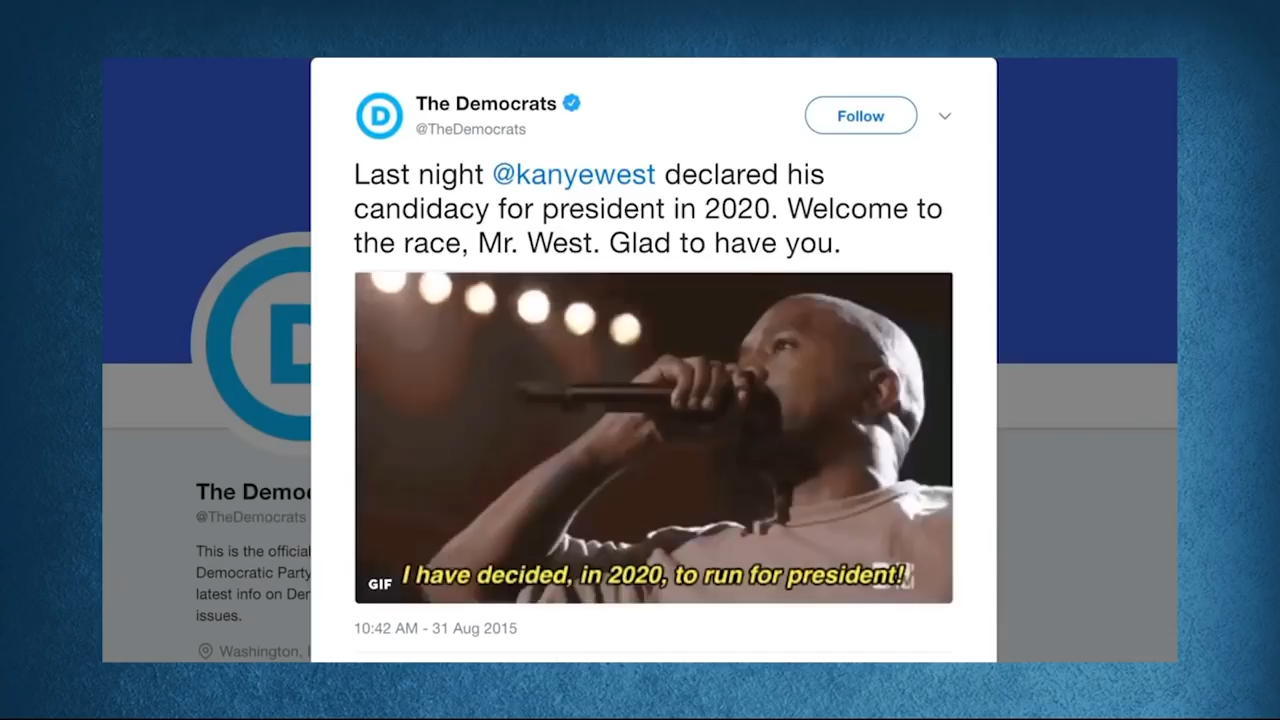 The Democrats
@TheDemocrats
Follow
Last night @kanyewest declared his
candidacy for president in 2020. Welcome to
the race, Mr. West. Glad to have you.
I have decided, in 2020, to run for president!
GIF
10:42 AM - 31 Aug 2015
D
D
The Demo
@TheDemocrats
This is the official
Democratic Party
latest info on Der
issues.
Washington,